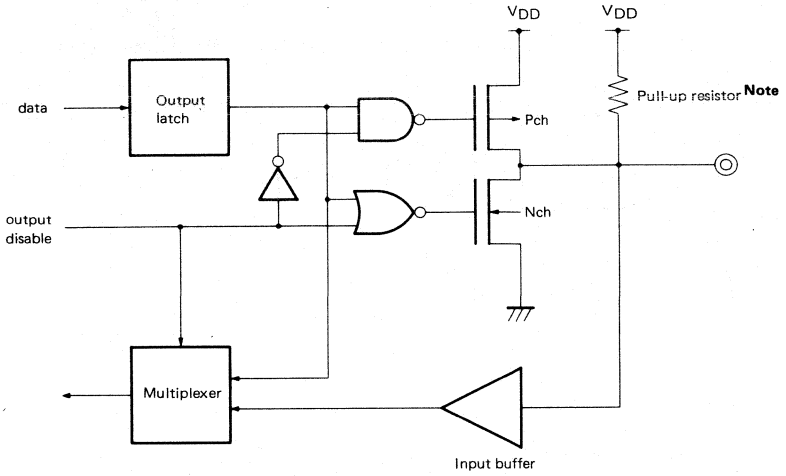 VDD
VDD
data
Output
latch
Pull-up resistor Note
Pch
output
disable
Nch
Multiplexer
Input buffer